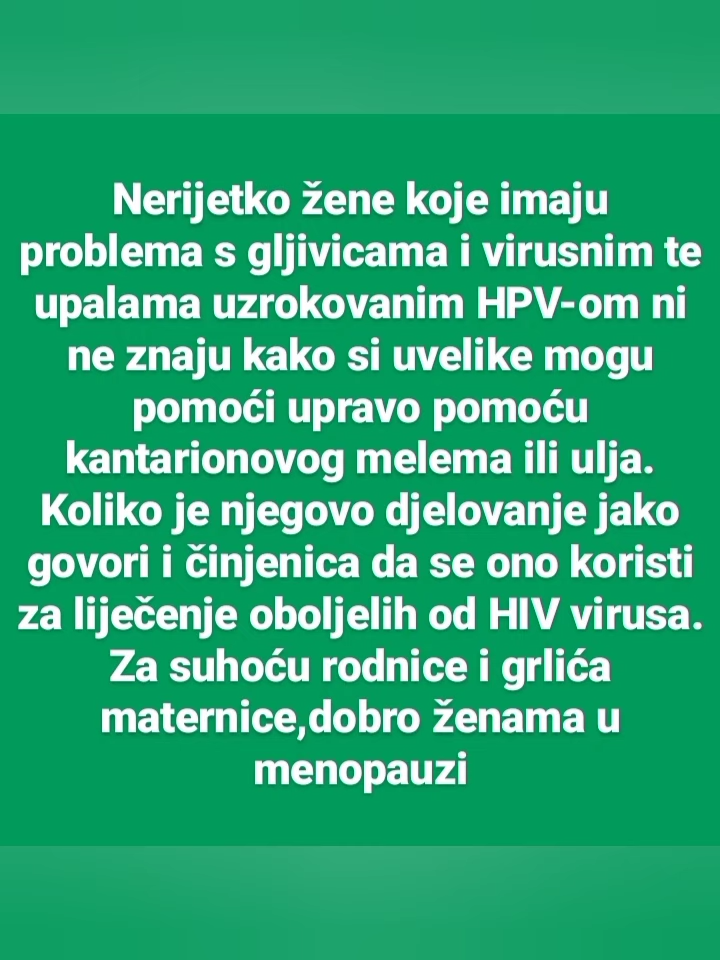 Nerijetko žene koje imaju
problema s gljivicama i virusnim te
upalama uzrokovanim HPV-om ni
ne znaju kako si uvelike mogu
pomoći upravo pomoću
kantarionovog melema ili ulja.
Koliko je njegovo djelovanje jako
govori i činjenica da se ono koristi
za liječenje oboljelih od HIV virusa.
Za suhoću rodnice i grlića
maternice,dobro ženama u
menopauzi